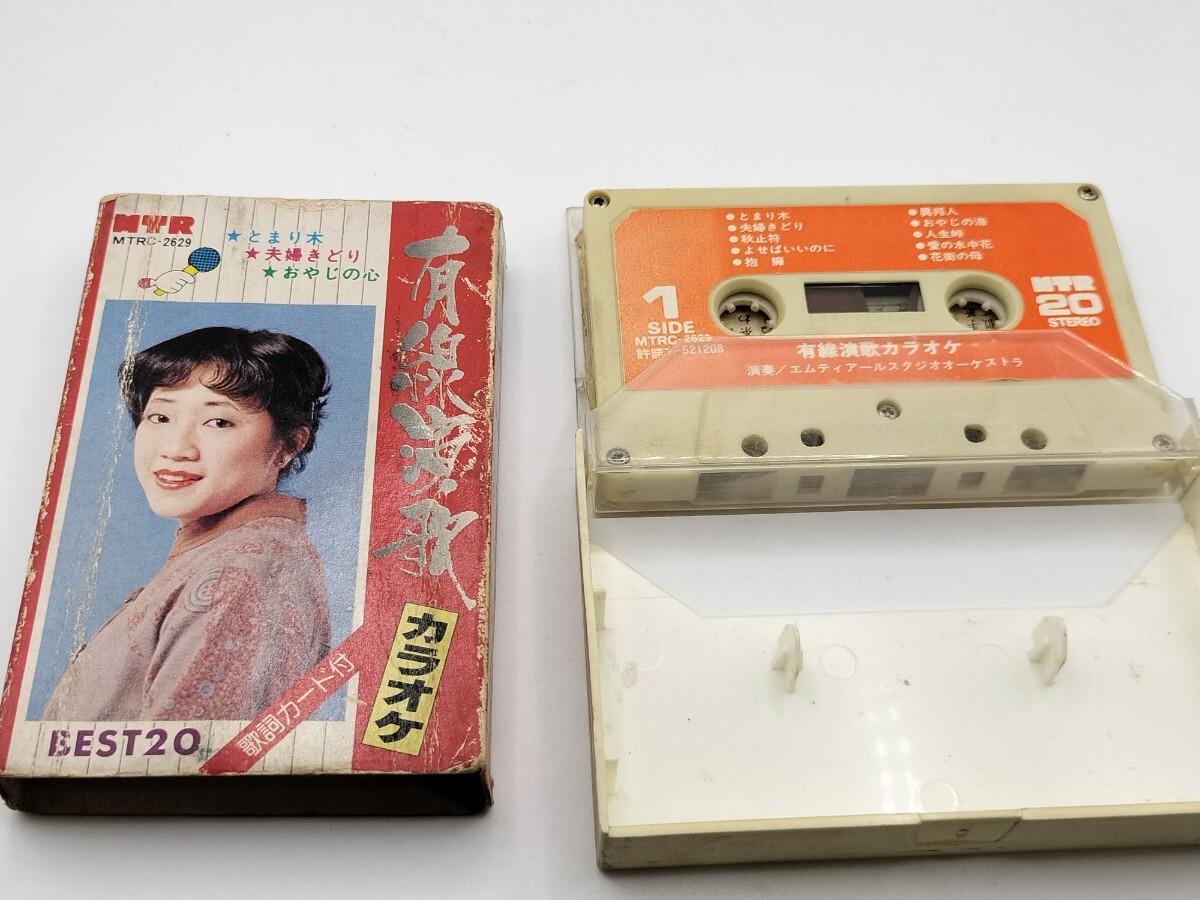 MTR
MTRC-2629
★とまり木
★夫婦きどり
★おやじの心
有線演歌
カラオケ
歌詞カード付
BEST20
●とまり木
●夫婦きどり
●秋止符
●よせばいいのに
●抱擁
●異邦人
●おやじの海
●人生峠
●愛の水中花
●花街の母
1
SIDE
MTRC-2629
許諾T-521208
MTR
20
STEREO
有線演歌カラオケ
演奏/エムティアールスタジオオーケストラ